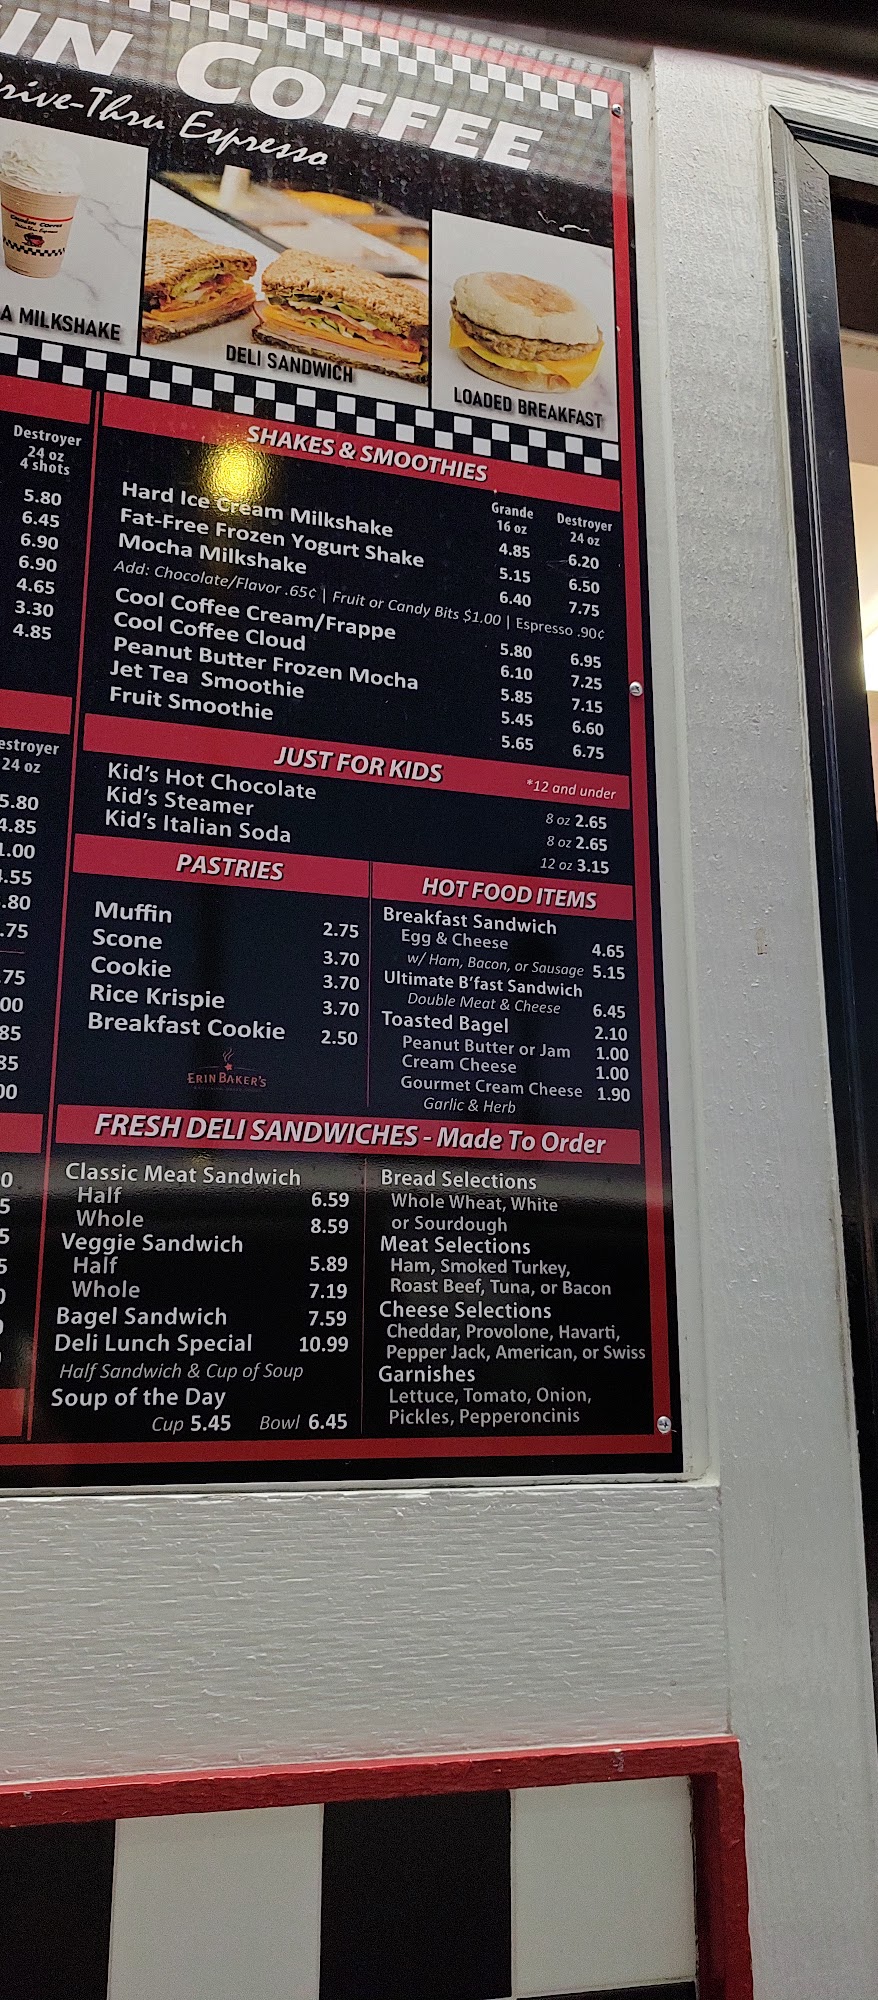 IN COFFEE
Drive-Thru Espresso
A MILKSHAKE
DELI SANDWICH
LOADED BREAKFAST
Destroyer
24 oz
4 shots
5.80
6.45
6.90
6.90
4.65
3.30
4.85
SHAKES & SMOOTHIES
Grande Destroyer
16 oz 24 oz
Hard Ice Cream Milkshake 4.85 6.20
Fat-Free Frozen Yogurt Shake 5.15 6.50
Mocha Milkshake 6.40 7.75
Add: Chocolate/Flavor .65¢ | Fruit or Candy Bits $1.00 | Espresso .90¢
Cool Coffee Cream/Frappe 5.80 6.95
Cool Coffee Cloud 6.10 7.25
Peanut Butter Frozen Mocha 5.85 7.15
Jet Tea Smoothie 5.45 6.60
Fruit Smoothie 5.65 6.75
estroyer
24 oz
5.80
4.85
1.00
.55
.80
.75
.75
00
85
85
00
JUST FOR KIDS *12 and under
Kid's Hot Chocolate 8 oz 2.65
Kid's Steamer 8 oz 2.65
Kid's Italian Soda 12 oz 3.15
PASTRIES
Muffin 2.75
Scone 3.70
Cookie 3.70
Rice Krispie 3.70
Breakfast Cookie 2.50
ERIN BAKER'S
HOT FOOD ITEMS
Breakfast Sandwich
Egg & Cheese 4.65
w/ Ham, Bacon, or Sausage 5.15
Ultimate B'fast Sandwich
Double Meat & Cheese 6.45
Toasted Bagel 2.10
Peanut Butter or Jam 1.00
Cream Cheese 1.00
Gourmet Cream Cheese 1.90
Garlic & Herb
FRESH DELI SANDWICHES - Made To Order
Classic Meat Sandwich
Half 6.59
Whole 8.59
Veggie Sandwich
Half 5.89
Whole 7.19
Bagel Sandwich 7.59
Deli Lunch Special 10.99
Half Sandwich & Cup of Soup
Soup of the Day
Cup 5.45 Bowl 6.45
Bread Selections
Whole Wheat, White
or Sourdough
Meat Selections
Ham, Smoked Turkey,
Roast Beef, Tuna, or Bacon
Cheese Selections
Cheddar, Provolone, Havarti,
Pepper Jack, American, or Swiss
Garnishes
Lettuce, Tomato, Onion,
Pickles, Pepperoncinis